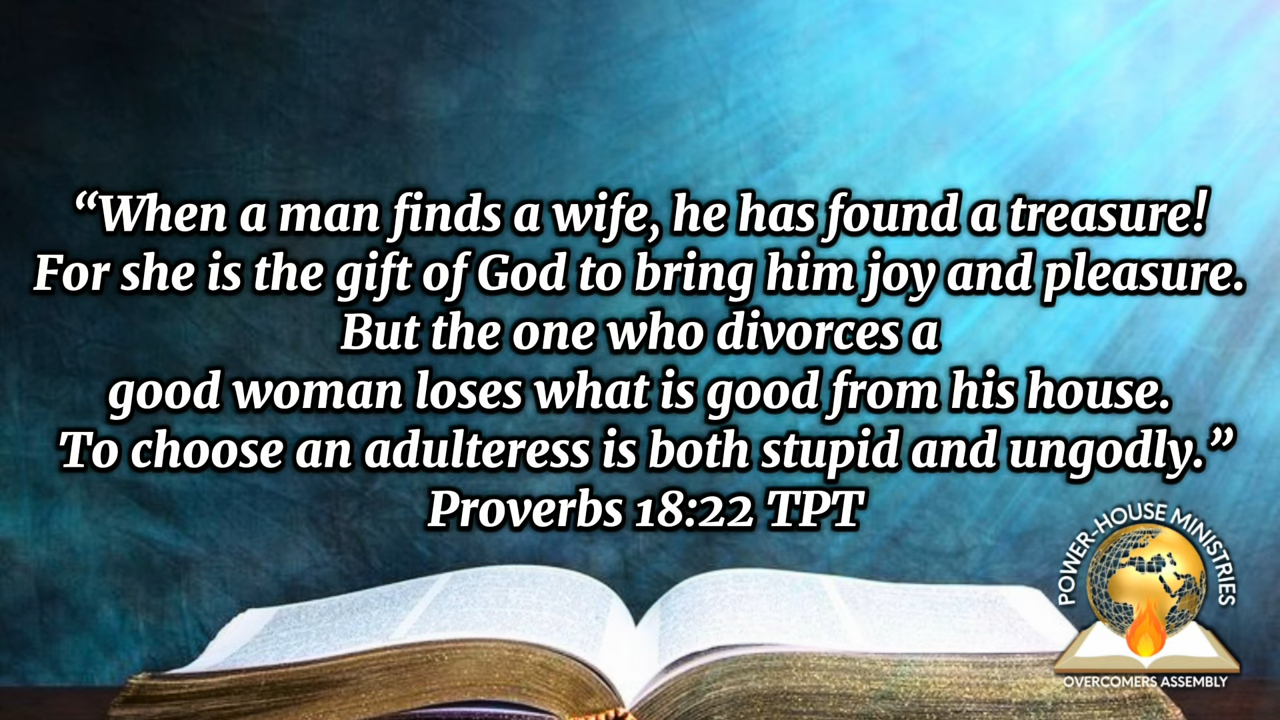 “When a man finds a wife, he has found a treasure!
For she is the gift of God to bring him joy and pleasure.
But the one who divorces a
good woman loses what is good from his house.
To choose an adulteress is both stupid and ungodly.”
Proverbs 18:22 TPT
POWER-HOUSE MINISTRIES
OVERCOMERS ASSEMBLY